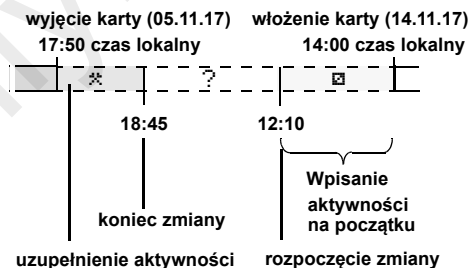 wyjęcie karty (05.11.17) włożenie karty (14.11.17)
17:50 czas lokalny 14:00 czas lokalny
?
18:45 12:10
Wpisanie
aktywności
na początku
koniec zmiany
uzupełnienie aktywności rozpoczęcie zmiany